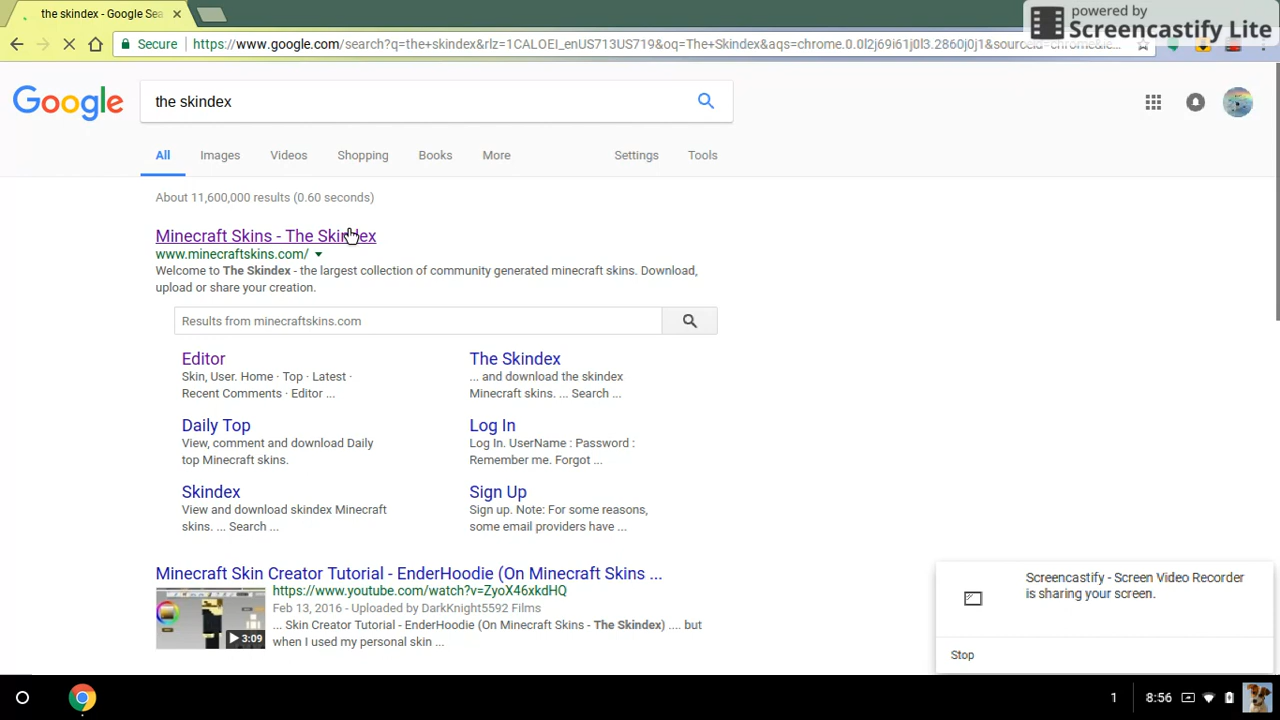 the skindex - Google Sea
powered by
Screencastify Lite
Secure
https://www.google.com/search?q=the+skindex&rlz=1CALOEI_enUS713US719&oq=The+Skindex&aqs=chrome.0.0l2j69i61j0l3.2860j0j1&sourceid=chrome&ie...
Google
the skindex
All
Images
Videos
Shopping
Books
More
Settings
Tools
About 11,600,000 results (0.60 seconds)
Minecraft Skins - The Skindex
www.minecraftskins.com/
Welcome to The Skindex - the largest collection of community generated minecraft skins. Download,
upload or share your creation.
Results from minecraftskins.com
Editor
Skin, User. Home · Top · Latest ·
Recent Comments · Editor ...
The Skindex
... and download the skindex
Minecraft skins. ... Search ...
Daily Top
View, comment and download Daily
top Minecraft skins.
Log In
Log In. UserName : Password :
Remember me. Forgot ...
Skindex
View and download skindex Minecraft
skins. ... Search ...
Sign Up
Sign up. Note: For some reasons,
some email providers have ...
Minecraft Skin Creator Tutorial - EnderHoodie (On Minecraft Skins ...
https://www.youtube.com/watch?v=ZyoX46xkdHQ
Feb 13, 2016 - Uploaded by DarkKnight5592 Films
... Skin Creator Tutorial - EnderHoodie (On Minecraft Skins - The Skindex) .... but
when I used my personal skin ...
3:09
Screencastify - Screen Video Recorder
is sharing your screen.
Stop
1
8:56